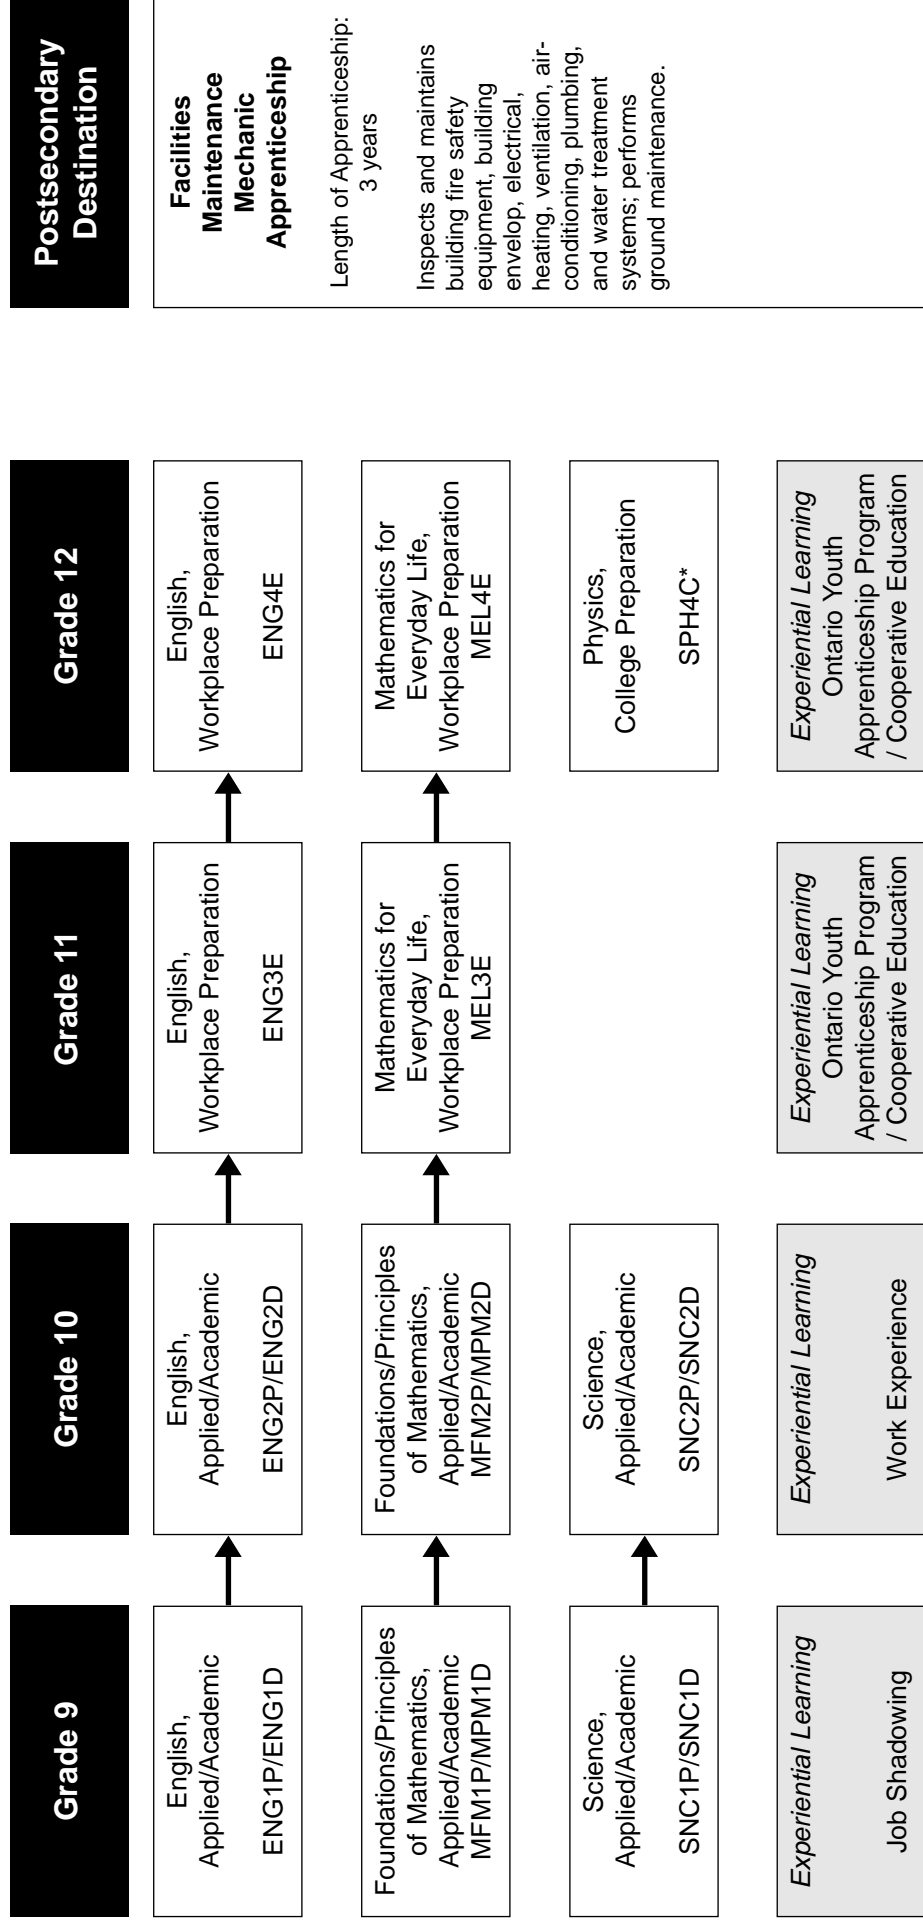 Grade 9
Grade 10
Grade 11
Grade 12
Postsecondary
Destination
English,
Applied/Academic
ENG1P/ENG1D
English,
Applied/Academic
ENG2P/ENG2D
English,
Workplace Preparation
ENG3E
English,
Workplace Preparation
ENG4E
Facilities
Maintenance
Mechanic
Apprenticeship
Length of Apprenticeship:
3 years
Inspects and maintains
building fire safety
equipment, building
envelop, electrical,
heating, ventilation, air-
conditioning, plumbing,
and water treatment
systems; performs
ground maintenance.
Foundations/Principles
of Mathematics,
Applied/Academic
MFM1P/MPM1D
Foundations/Principles
of Mathematics,
Applied/Academic
MFM2P/MPM2D
Mathematics for
Everyday Life,
Workplace Preparation
MEL3E
Mathematics for
Everyday Life,
Workplace Preparation
MEL4E
Science,
Applied/Academic
SNC1P/SNC1D
Science,
Applied/Academic
SNC2P/SNC2D
Physics,
College Preparation
SPH4C*
Experiential Learning
Job Shadowing
Experiential Learning
Work Experience
Experiential Learning
Ontario Youth
Apprenticeship Program
/ Cooperative Education
Experiential Learning
Ontario Youth
Apprenticeship Program
/ Cooperative Education